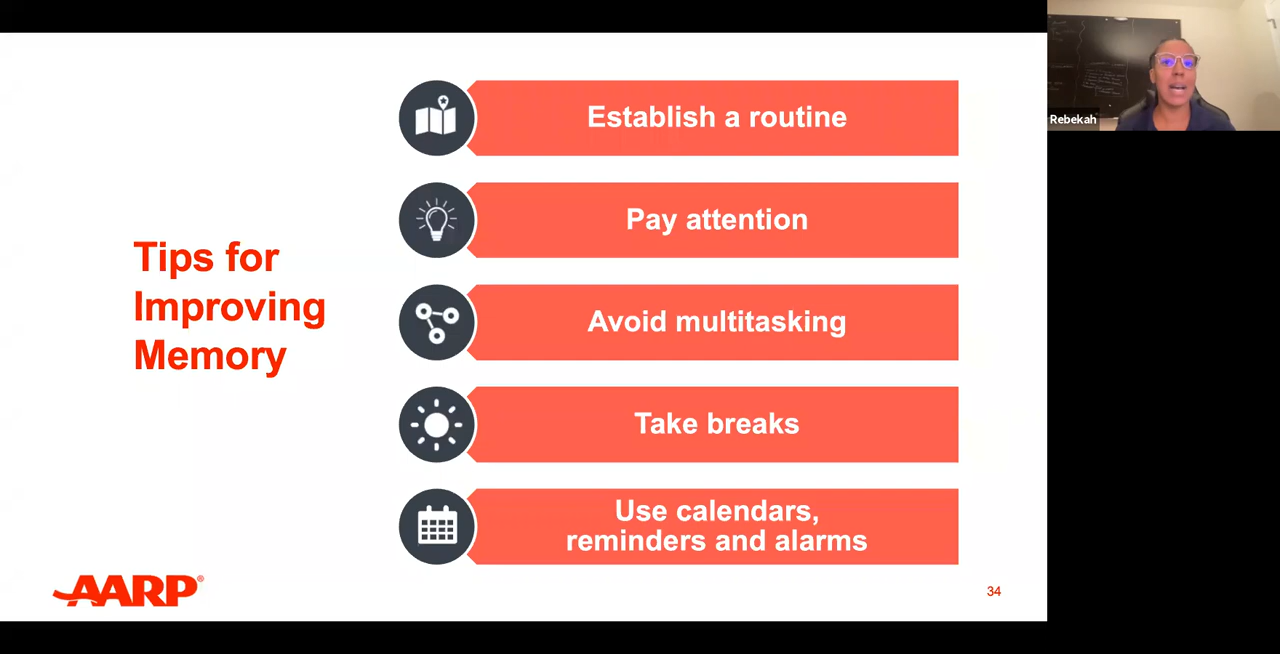 Tips for
Improving
Memory
Establish a routine
Pay attention
Avoid multitasking
Take breaks
Use calendars,
reminders and alarms
AARP®
34
Rebekah